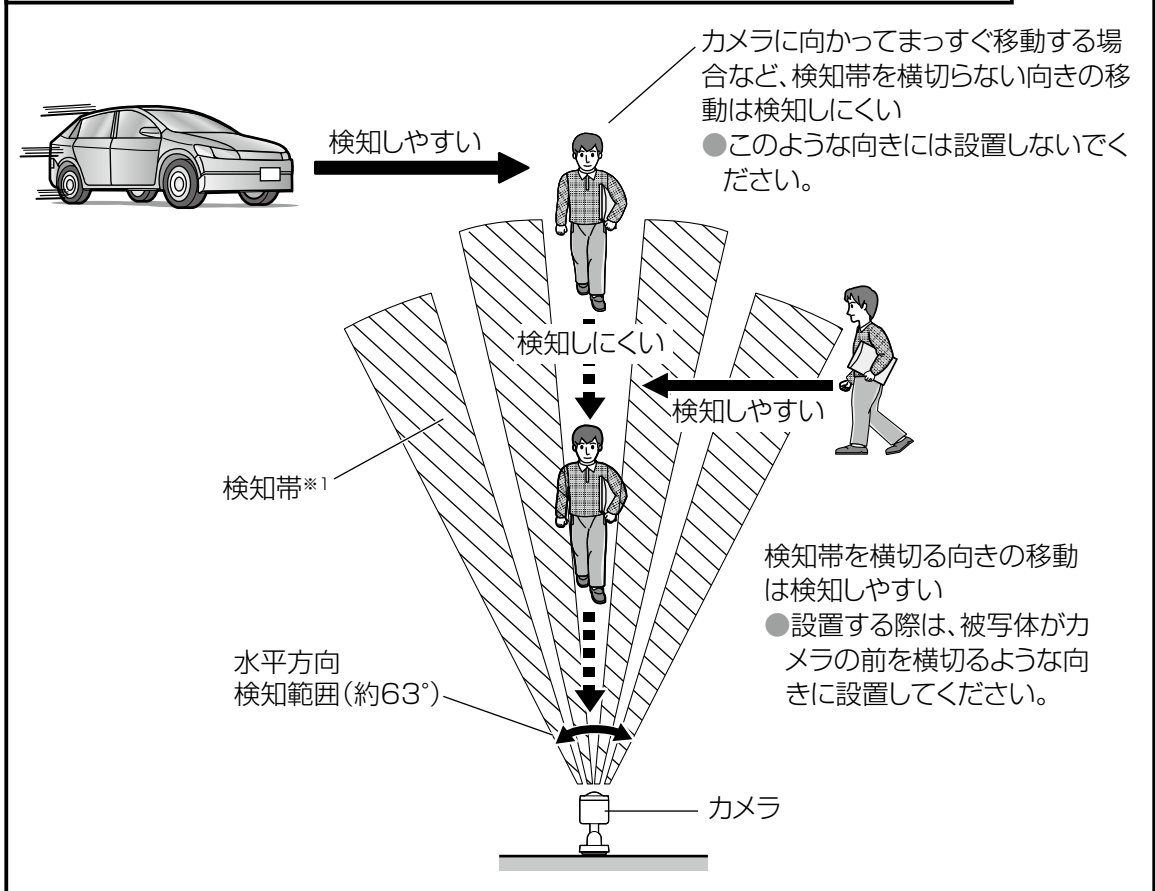 カメラに向かってまっすぐ移動する場
合など、検知帯を横切らない向きの移
動は検知しにくい
●このような向きには設置しないでく
ださい。
検知しやすい
検知しにくい
検知しやすい
検知帯※1
検知帯を横切る向きの移動
は検知しやすい
●設置する際は、被写体がカ
メラの前を横切るような向
きに設置してください。
水平方向
検知範囲(約63°)
カメラ